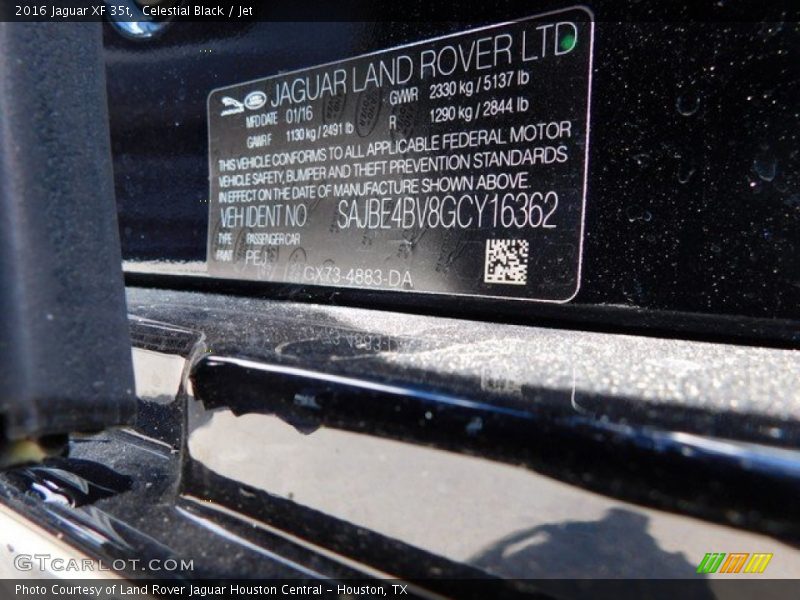 2016 Jaguar XF 35t, Celestial Black / Jet
JAGUAR LAND ROVER LTD
MFD DATE 01/16 GVWR 2330 kg / 5137 lb
GAWR F 1130 kg / 2491 lb R 1290 kg / 2844 lb
THIS VEHICLE CONFORMS TO ALL APPLICABLE FEDERAL MOTOR
VEHICLE SAFETY, BUMPER AND THEFT PREVENTION STANDARDS
IN EFFECT ON THE DATE OF MANUFACTURE SHOWN ABOVE.
VEH IDENT NO SAJBE4BV8GCY16362
TYPE PASSENGER CAR
PAINT PEJ
GX73-4883-DA
GTCARLOT.COM
Photo Courtesy of Land Rover Jaguar Houston Central - Houston, TX